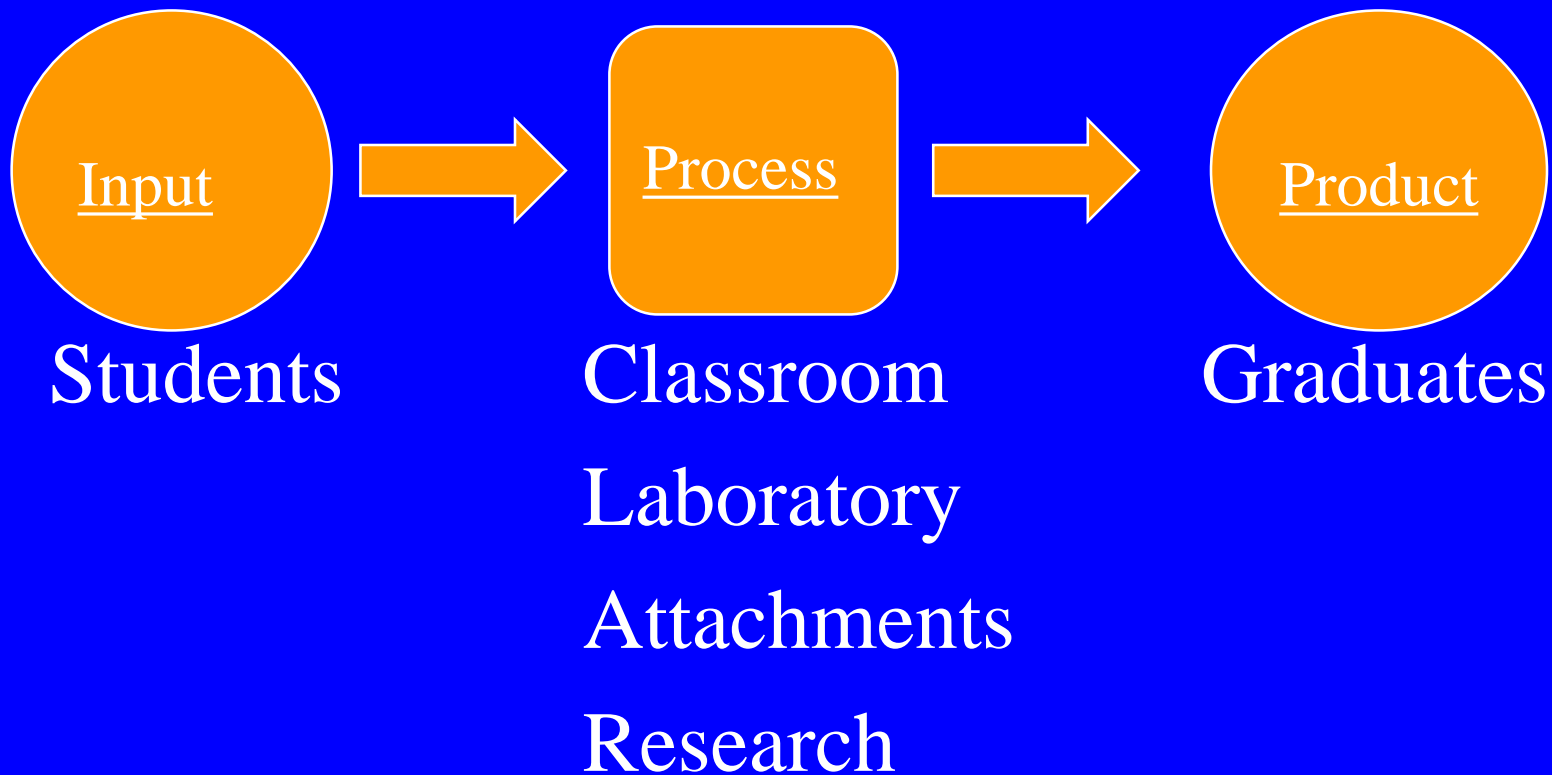 Input
Process
Product
Students
Classroom
Graduates
Laboratory
Attachments
Research